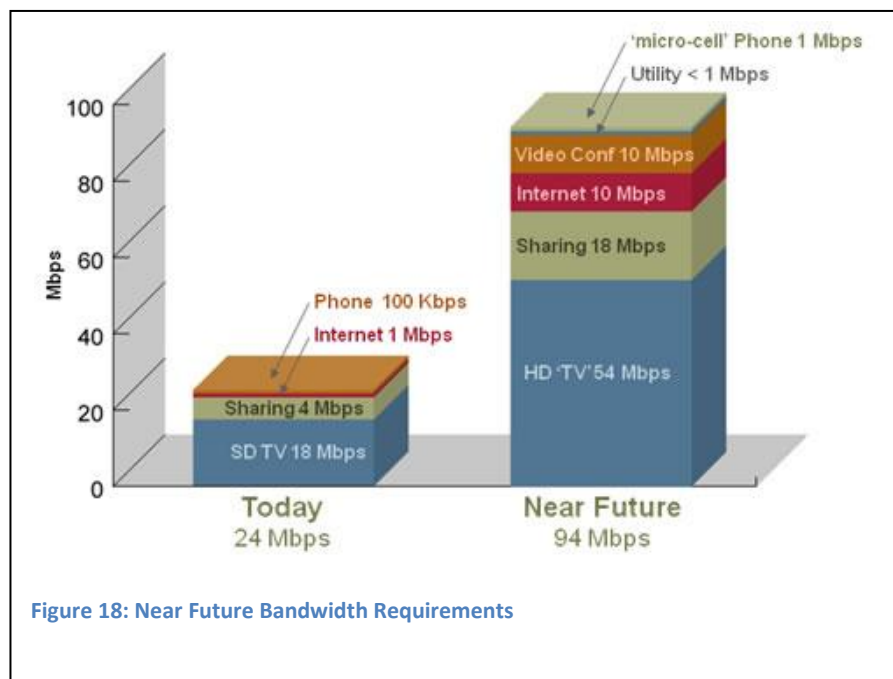 'micro-cell' Phone 1 Mbps
Utility < 1 Mbps
100
80
60
40
20
0
Mbps
Video Conf 10 Mbps
Internet 10 Mbps
Sharing 18 Mbps
HD 'TV' 54 Mbps
Phone 100 Kbps
Internet 1 Mbps
Sharing 4 Mbps
SD TV 18 Mbps
Today
24 Mbps
Near Future
94 Mbps
Figure 18: Near Future Bandwidth Requirements